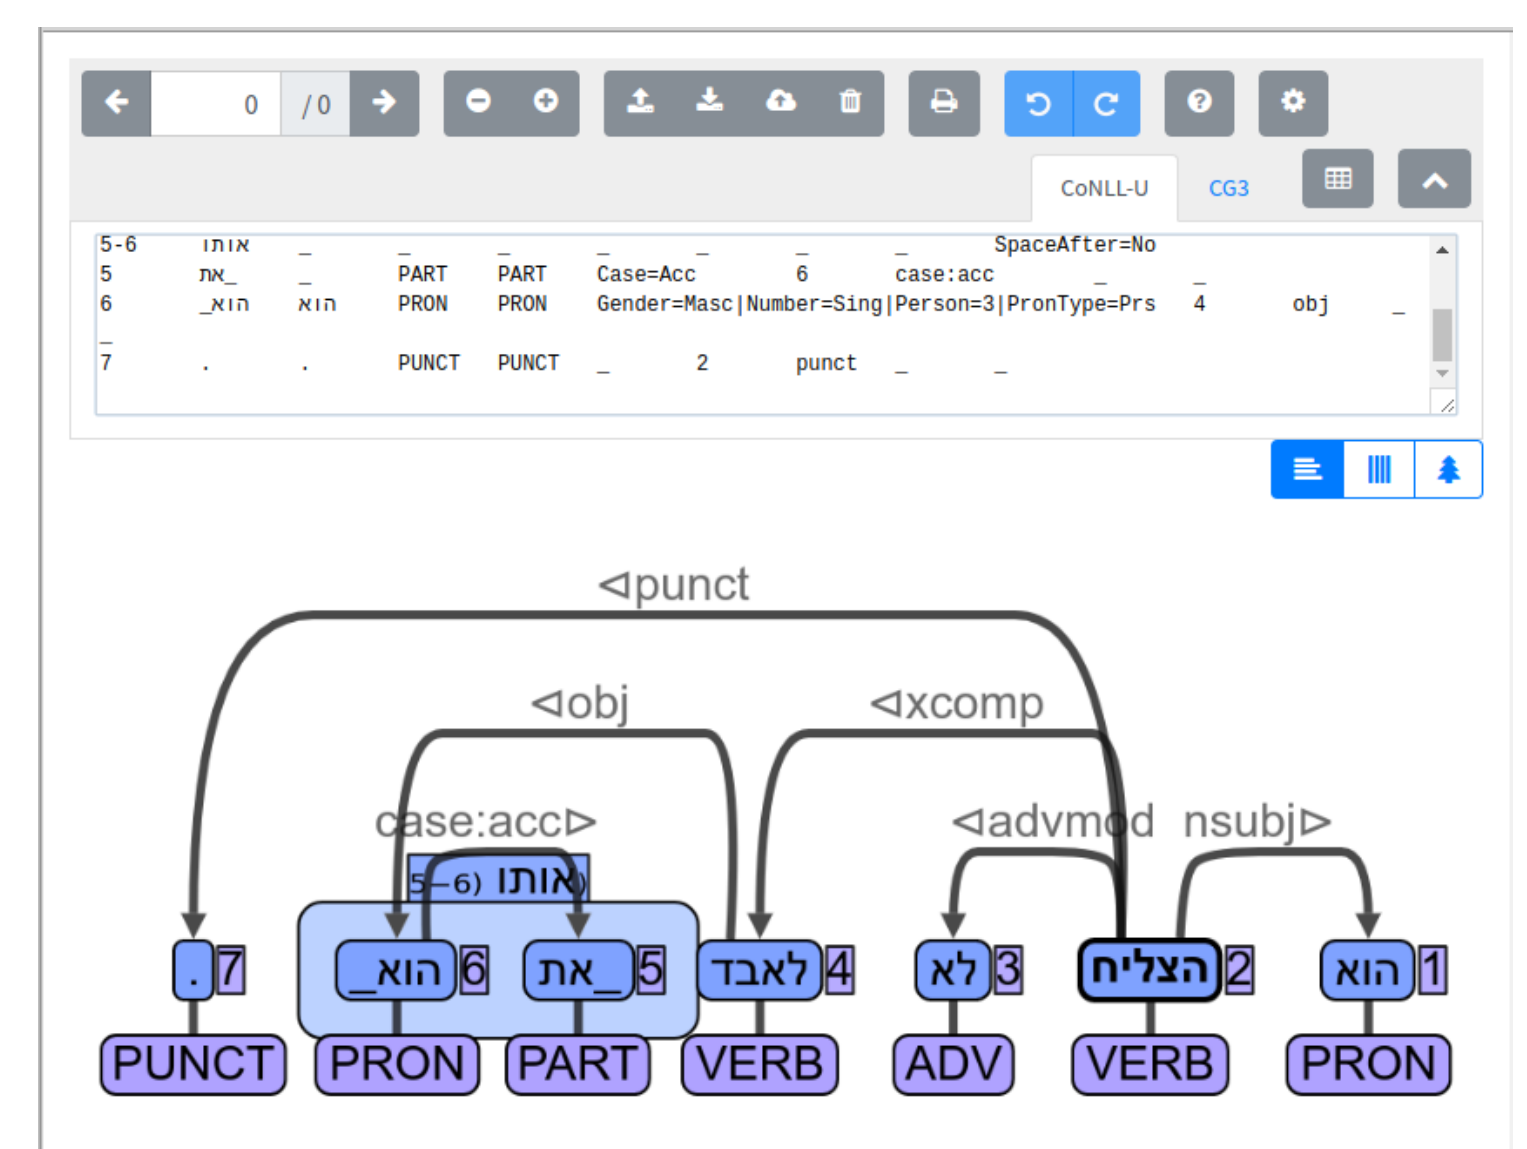 0 / 0
CoNLL-U CG3
5-6 אותו _ _ _ _ _ _ _ SpaceAfter=No
5 את_ _ PART PART Case=Acc 6 case:acc _ _
6 _הוא הוא PRON PRON Gender=Masc|Number=Sing|Person=3|PronType=Prs 4 obj _
_
7 . . PUNCT PUNCT _ 2 punct _ _
⊲punct
⊲obj ⊲xcomp
case:acc⊳ ⊲advmod nsubj⊳
אותו (5–6)
1 הוא 2 הצליח 3 לא 4 לאבד 5 את_ 6 _הוא 7 .
PRON VERB ADV VERB PART PRON PUNCT